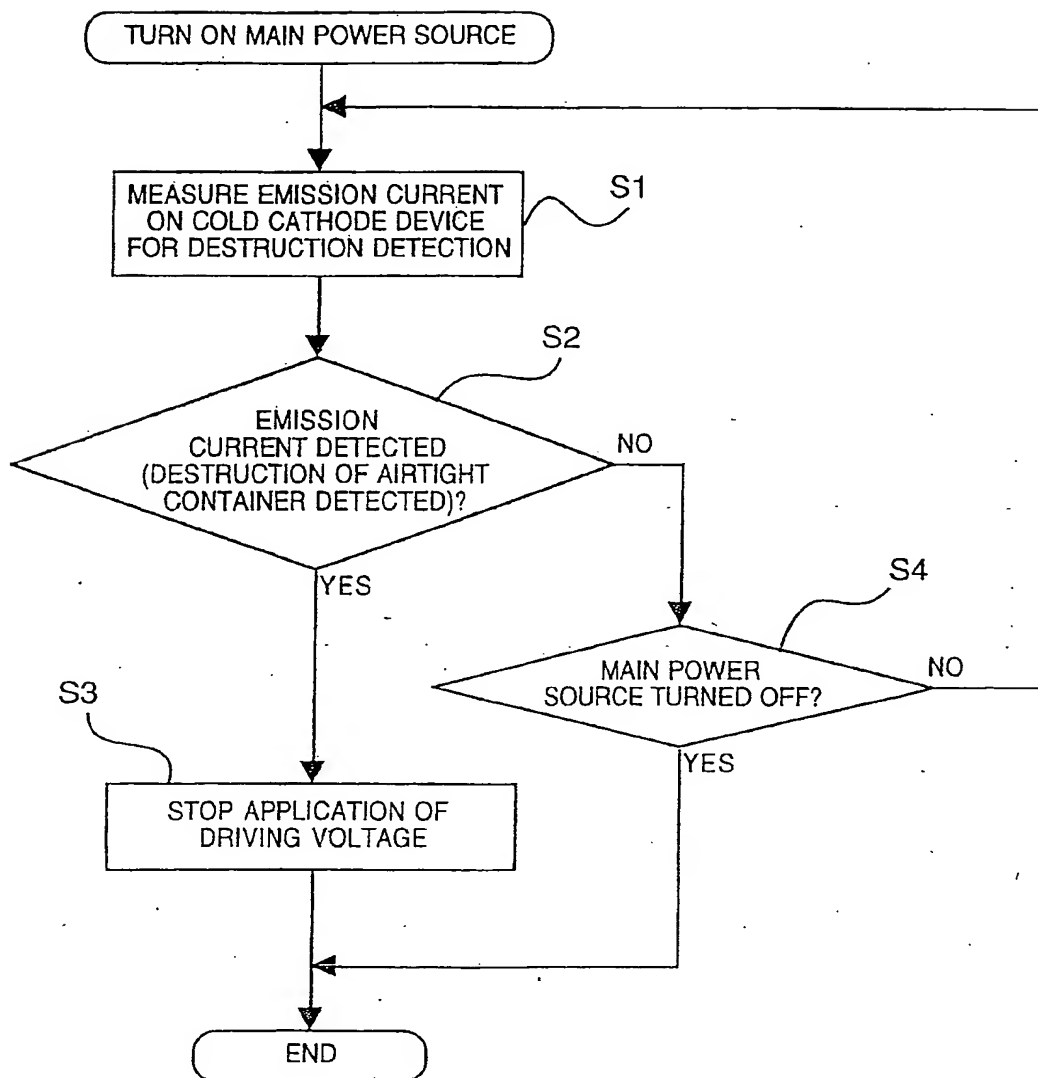 TURN ON MAIN POWER SOURCE
MEASURE EMISSION CURRENT
ON COLD CATHODE DEVICE
FOR DESTRUCTION DETECTION
S1
S2
EMISSION
CURRENT DETECTED
(DESTRUCTION OF AIRTIGHT
CONTAINER DETECTED)?
NO
YES
S4
MAIN POWER
SOURCE TURNED OFF?
NO
YES
S3
STOP APPLICATION OF
DRIVING VOLTAGE
END